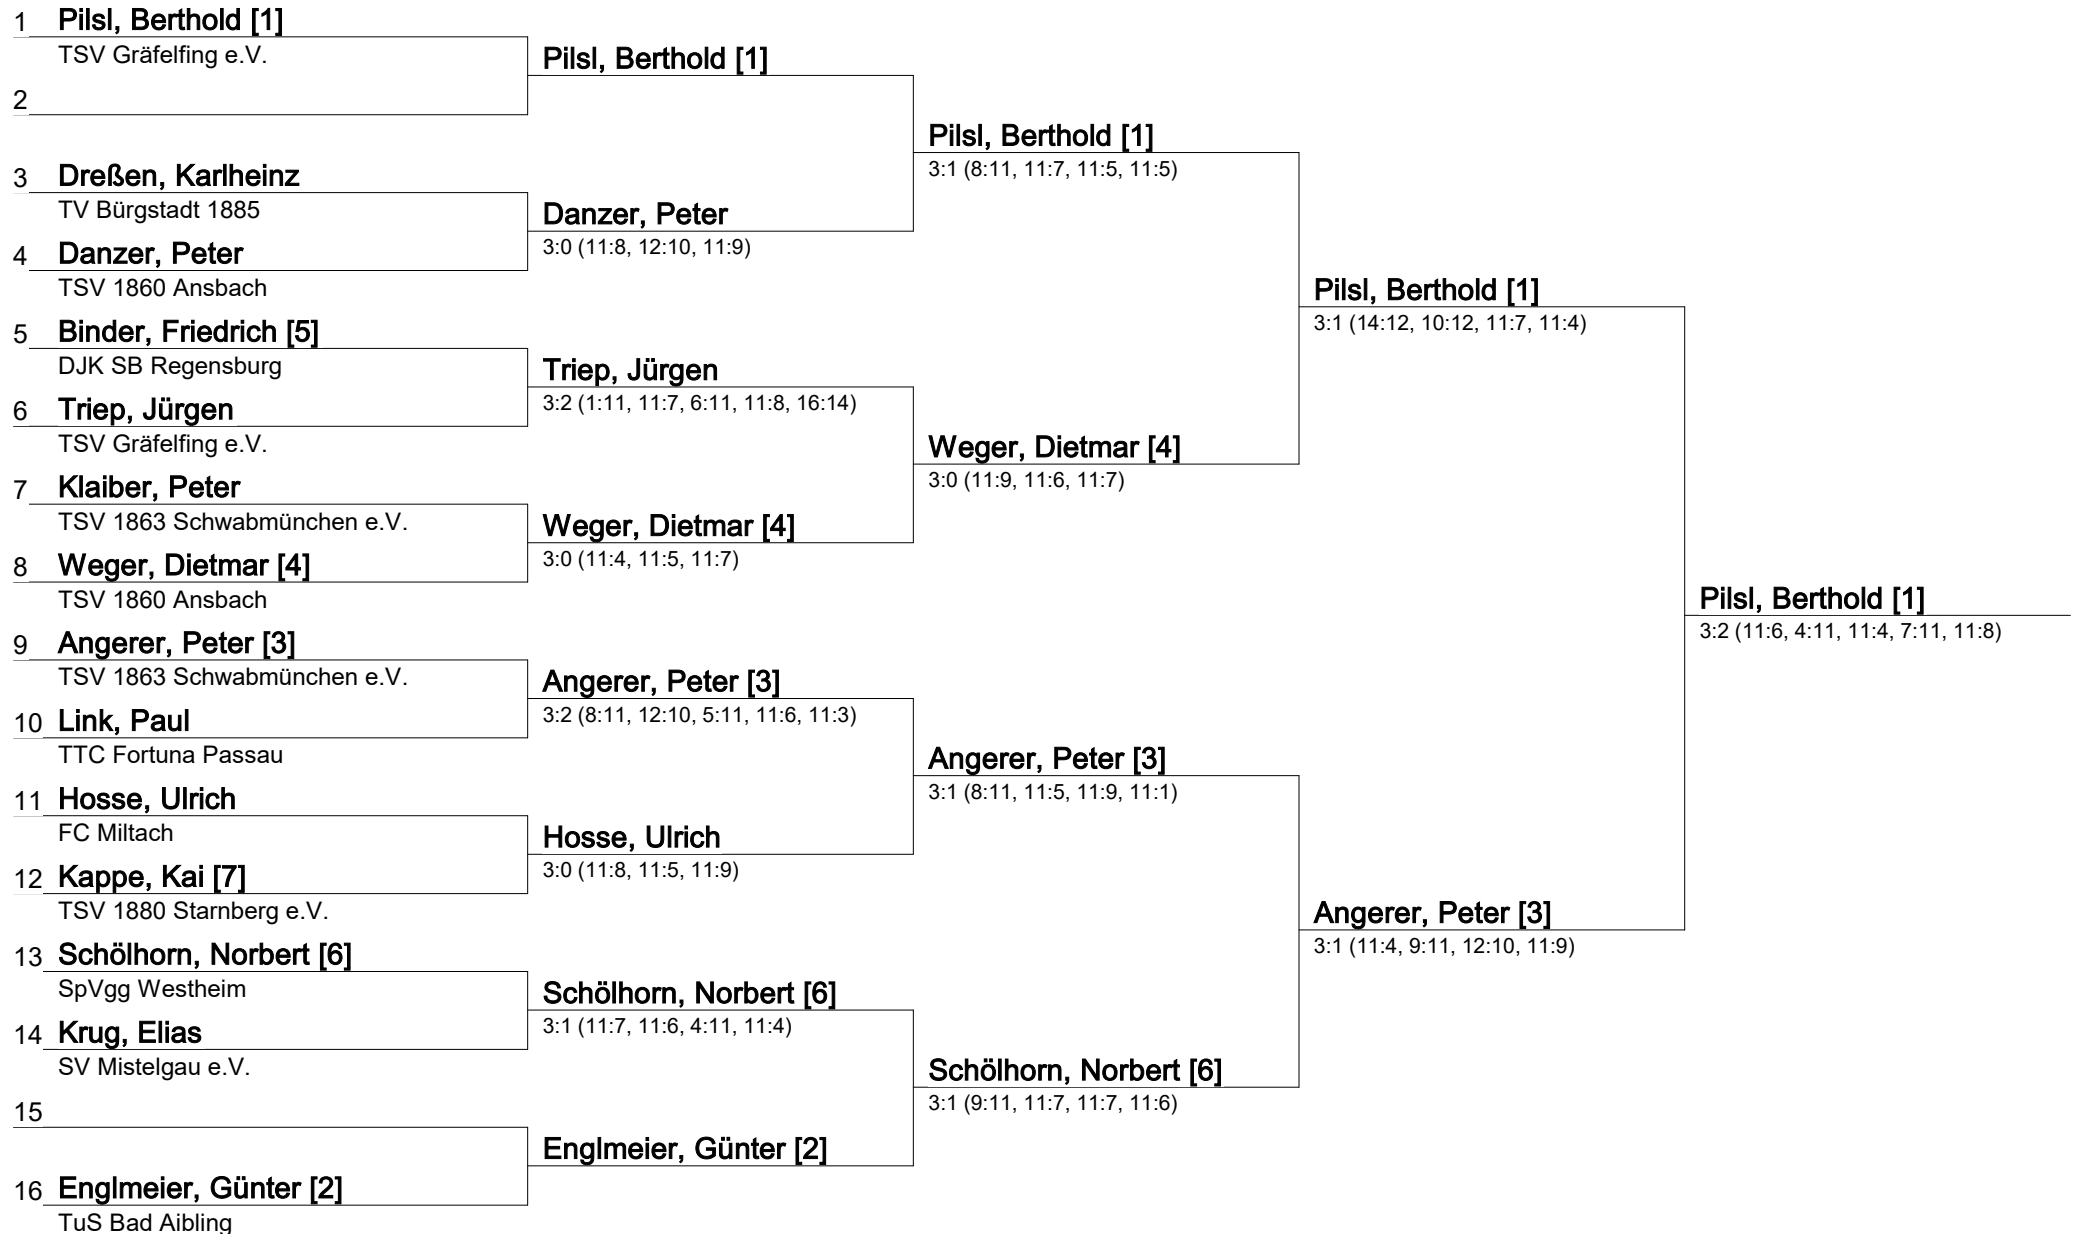 1 Pilsl, Berthold [1]
TSV Gräfelfing e.V.
2
3 Dreßen, Karlheinz
TV Bürgstadt 1885
4 Danzer, Peter
TSV 1860 Ansbach
5 Binder, Friedrich [5]
DJK SB Regensburg
6 Triep, Jürgen
TSV Gräfelfing e.V.
7 Klaiber, Peter
TSV 1863 Schwabmünchen e.V.
8 Weger, Dietmar [4]
TSV 1860 Ansbach
9 Angerer, Peter [3]
TSV 1863 Schwabmünchen e.V.
10 Link, Paul
TTC Fortuna Passau
11 Hosse, Ulrich
FC Miltach
12 Kappe, Kai [7]
TSV 1880 Starnberg e.V.
13 Schölhorn, Norbert [6]
SpVgg Westheim
14 Krug, Elias
SV Mistelgau e.V.
15
16 Englmeier, Günter [2]
TuS Bad Aibling
Pilsl, Berthold [1]
Danzer, Peter
3:0 (11:8, 12:10, 11:9)
Triep, Jürgen
3:2 (1:11, 11:7, 6:11, 11:8, 16:14)
Weger, Dietmar [4]
3:0 (11:4, 11:5, 11:7)
Angerer, Peter [3]
3:2 (8:11, 12:10, 5:11, 11:6, 11:3)
Hosse, Ulrich
3:0 (11:8, 11:5, 11:9)
Schölhorn, Norbert [6]
3:1 (11:7, 11:6, 4:11, 11:4)
Englmeier, Günter [2]
Pilsl, Berthold [1]
3:1 (8:11, 11:7, 11:5, 11:5)
Weger, Dietmar [4]
3:0 (11:9, 11:6, 11:7)
Angerer, Peter [3]
3:1 (8:11, 11:5, 11:9, 11:1)
Schölhorn, Norbert [6]
3:1 (9:11, 11:7, 11:7, 11:6)
Pilsl, Berthold [1]
3:1 (14:12, 10:12, 11:7, 11:4)
Angerer, Peter [3]
3:1 (11:4, 9:11, 12:10, 11:9)
Pilsl, Berthold [1]
3:2 (11:6, 4:11, 11:4, 7:11, 11:8)